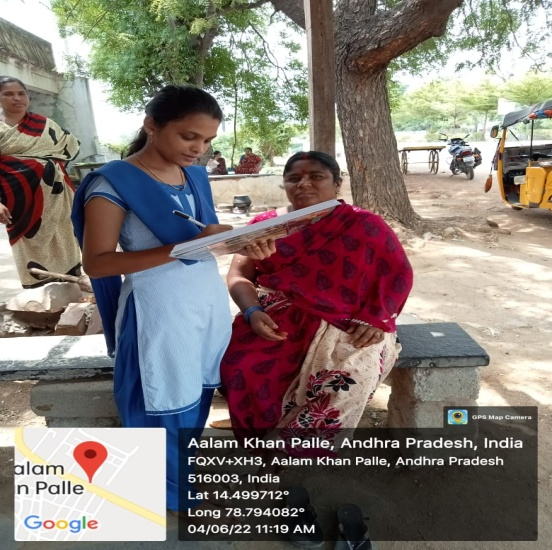 GPS Map Camera
Aalam Khan Palle, Andhra Pradesh, India
FQXV+XH3, Aalam Khan Palle, Andhra Pradesh
516003, India
Lat 14.499712°
Long 78.794082°
04/06/22 11:19 AM
alam
n Palle
Google